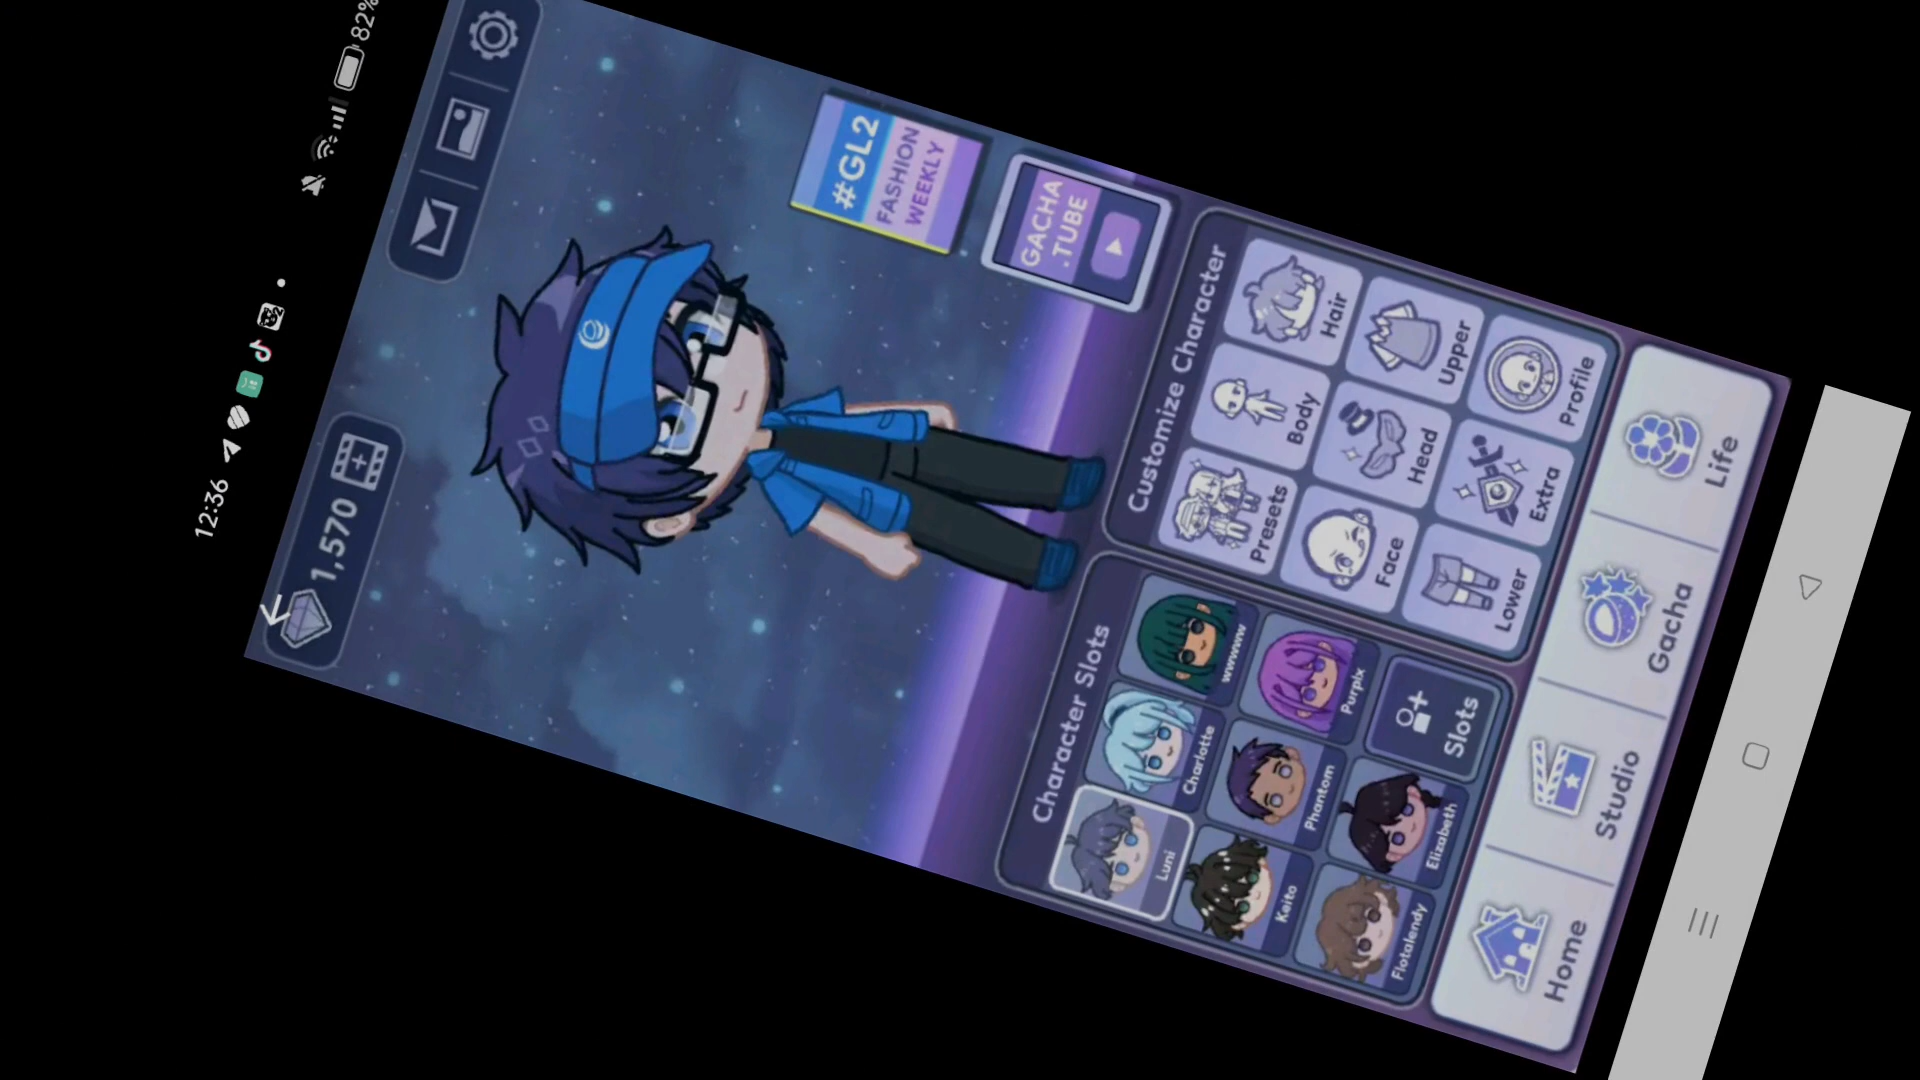 12:36
82%
1,570
#GL2
FASHION
WEEKLY
GACHA
.TUBE
Character Slots
Customize Character
Luni
Charlotte
wwwww
Keito
Phantom
Purplx
Flotalendy
Elizabeth
Slots
Presets
Body
Hair
Face
Head
Upper
Lower
Extra
Profile
Home
Studio
Gacha
Life